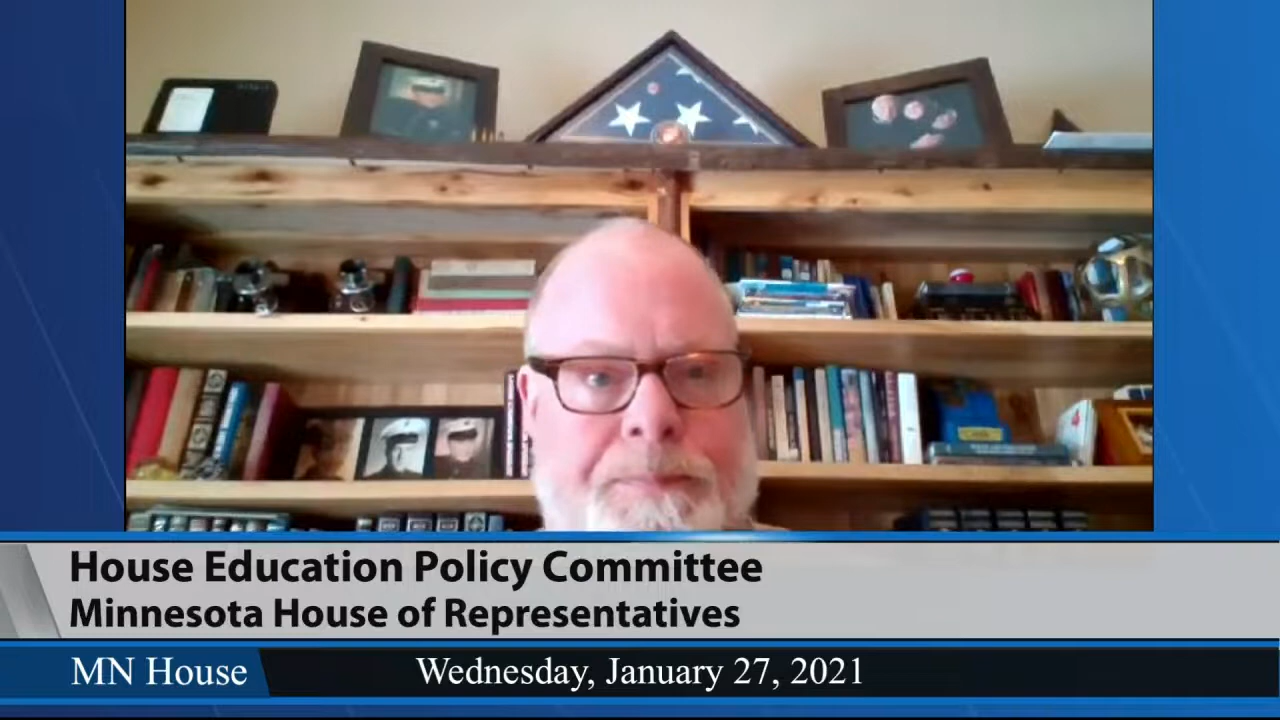 House Education Policy Committee
Minnesota House of Representatives
MN House
Wednesday, January 27, 2021